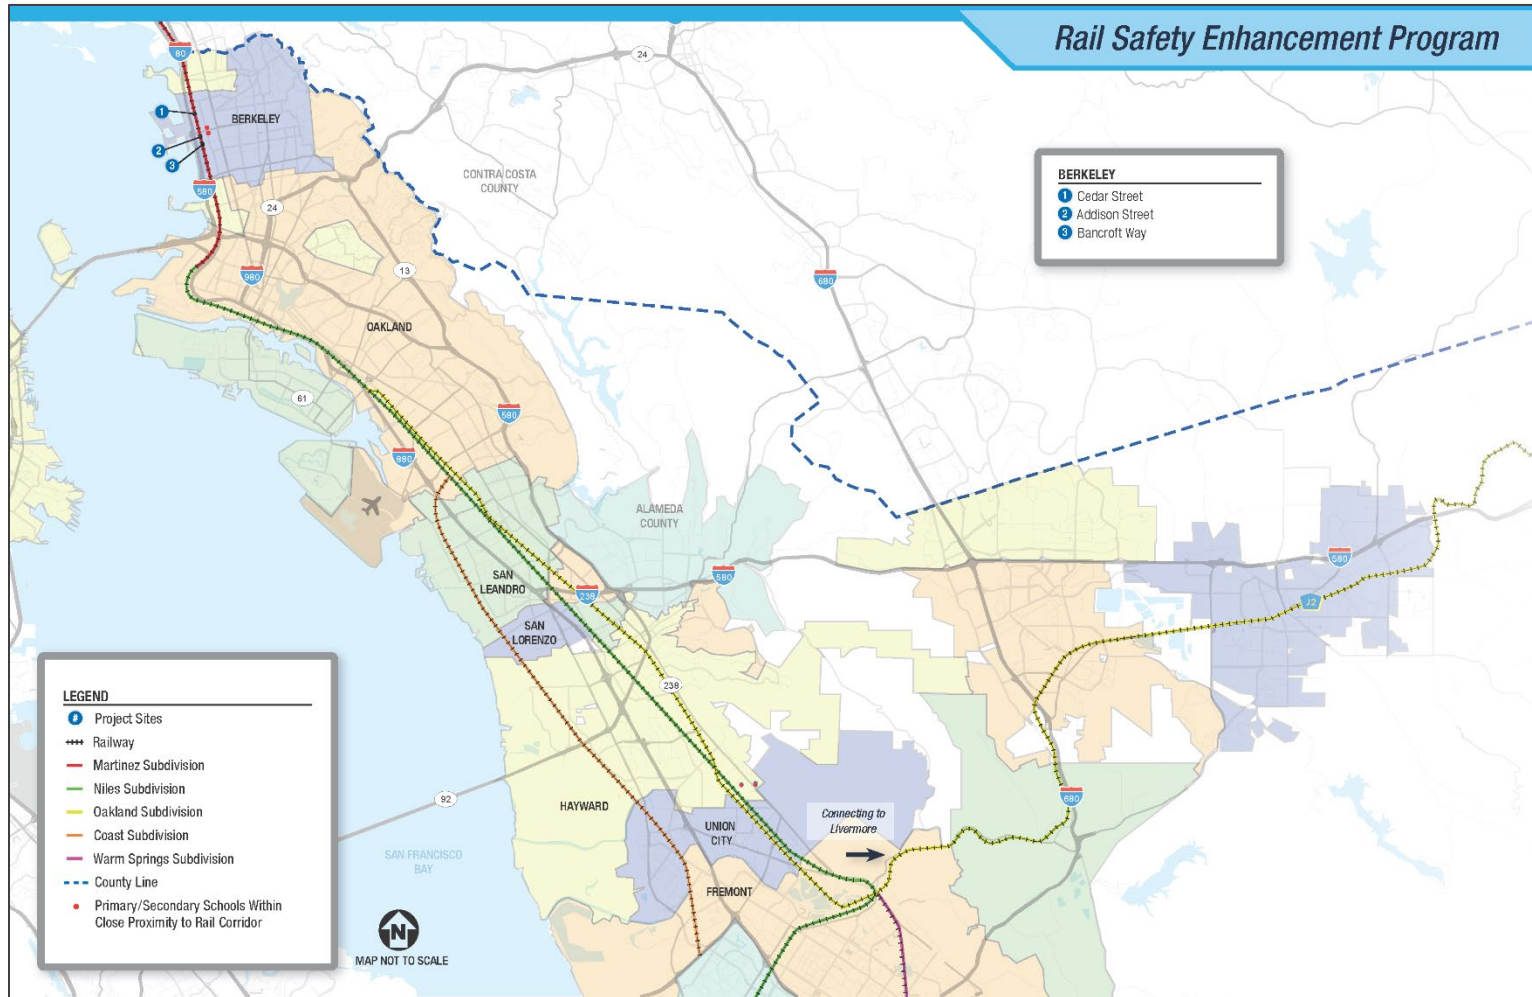 Rail Safety Enhancement Program
80
24
BERKELEY
1
2
3
CONTRA COSTA
COUNTY
BERKELEY
1 Cedar Street
2 Addison Street
3 Bancroft Way
580
24
13
980
680
OAKLAND
61
580
880
ALAMEDA
COUNTY
580
580
SAN
LEANDRO
238
J2
SAN
LORENZO
238
LEGEND
# Project Sites
Railway
Martinez Subdivision
Niles Subdivision
Oakland Subdivision
Coast Subdivision
Warm Springs Subdivision
County Line
Primary/Secondary Schools Within
Close Proximity to Rail Corridor
92
HAYWARD
680
UNION
CITY
Connecting to
Livermore
SAN FRANCISCO
BAY
FREMONT
N
MAP NOT TO SCALE